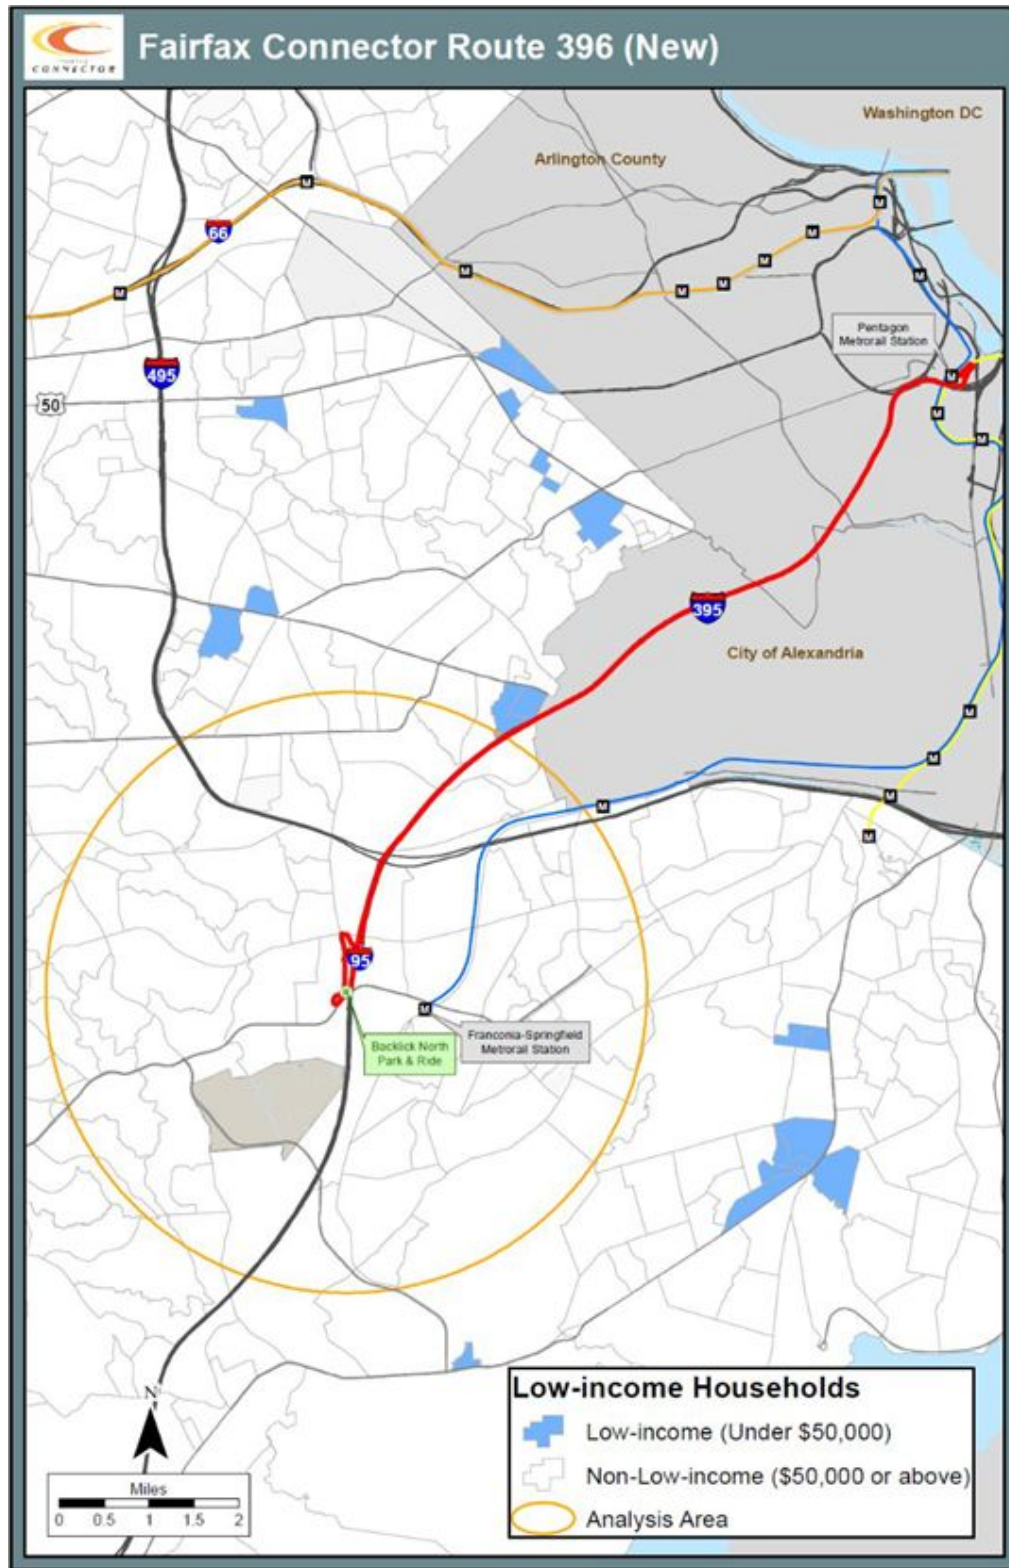 CONNECTOR
Fairfax Connector Route 396 (New)
Washington DC
Arlington County
M
66
M
M
M
M
M
M
M
M
Pentagon
Metrorail Station
495
M
50
M
M
395
City of Alexandria
M
M
M
M
M
95
M
Backlick North
Park & Ride
Franconia-Springfield
Metrorail Station
N
Miles
0 0.5 1 1.5 2
Low-income Households
Low-income (Under $50,000)
Non-Low-income ($50,000 or above)
Analysis Area